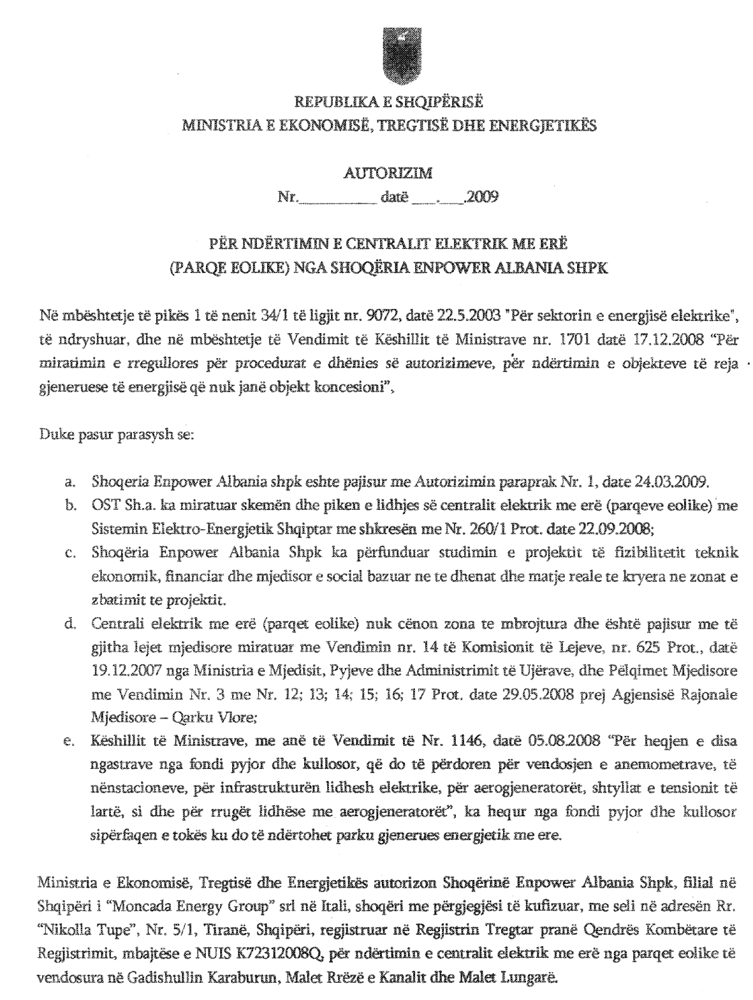 REPUBLIKA E SHQIPËRISË
MINISTRIA E EKONOMISË, TREGTISË DHE ENERGJETIKËS
AUTORIZIM
Nr.__________ datë ___.___.2009
PËR NDËRTIMIN E CENTRALIT ELEKTRIK ME ERË
(PARQE EOLIKE) NGA SHOQËRIA ENPOWER ALBANIA SHPK
Në mbështetje të pikës 1 të nenit 34/1 të ligjit nr. 9072, datë 22.5.2003 "Për sektorin e energjisë elektrike",
të ndryshuar, dhe në mbështetje të Vendimit të Këshillit të Ministrave nr. 1701 datë 17.12.2008 “Për
miratimin e rregullores për procedurat e dhënies së autorizimeve, për ndërtimin e objekteve të reja
gjeneruese të energjisë që nuk janë objekt koncesioni”,
Duke pasur parasysh se:
a. Shoqeria Enpower Albania shpk eshte pajisur me Autorizimin paraprak Nr. 1, date 24.03.2009.
b. OST Sh.a. ka miratuar skemën dhe piken e lidhjes së centralit elektrik me erë (parqeve eolike) me
Sistemin Elektro-Energjetik Shqiptar me shkresën me Nr. 260/1 Prot. date 22.09.2008;
c. Shoqëria Enpower Albania Shpk ka përfunduar studimin e projektit të fizibilitetit teknik
ekonomik, financiar dhe mjedisor e social bazuar ne te dhenat dhe matje reale te kryera ne zonat e
zbatimit te projektit.
d. Centrali elektrik me erë (parqet eolike) nuk cënon zona te mbrojtura dhe është pajisur me të
gjitha lejet mjedisore miratuar me Vendimin nr. 14 të Komisionit të Lejeve, nr. 625 Prot., datë
19.12.2007 nga Ministria e Mjedisit, Pyjeve dhe Administrimit të Ujërave, dhe Pëlqimet Mjedisore
me Vendimin Nr. 3 me Nr. 12; 13; 14; 15; 16; 17 Prot. date 29.05.2008 prej Agjensisë Rajonale
Mjedisore – Qarku Vlore;
e. Këshillit të Ministrave, me anë të Vendimit të Nr. 1146, datë 05.08.2008 “Për heqjen e disa
ngastrave nga fondi pyjor dhe kullosor, që do të përdoren për vendosjen e anemometrave, të
nënstacioneve, për infrastrukturën lidhesh elektrike, për aerogjeneratorët, shtyllat e tensionit të
lartë, si dhe për rrugët lidhëse me aerogjeneratorët”, ka hequr nga fondi pyjor dhe kullosor
sipërfaqen e tokës ku do të ndërtohet parku gjenerues energjetik me ere.
Ministria e Ekonomisë, Tregtisë dhe Energjetikës autorizon Shoqërinë Enpower Albania Shpk, filial në
Shqipëri i “Moncada Energy Group” srl në Itali, shoqëri me përgjegjësi të kufizuar, me seli në adresën Rr.
“Nikolla Tupe”, Nr. 5/1, Tiranë, Shqipëri, regjistruar në Regjistrin Tregtar pranë Qendrës Kombëtare të
Regjistrimit, mbajtëse e NUIS K72312008Q, për ndërtimin e centralit elektrik me erë nga parqet eolike të
vendosura në Gadishullin Karaburun, Malet Rrëzë e Kanalit dhe Malet Lungarë.